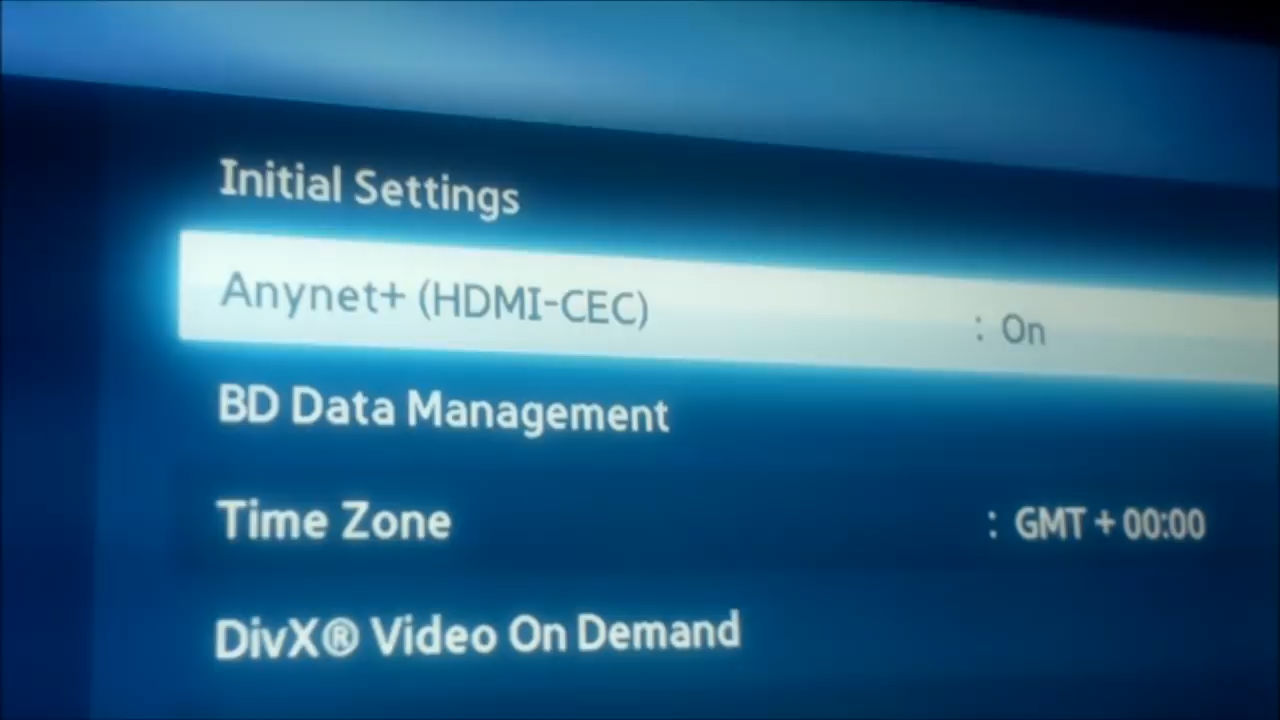 Initial Settings
Anynet+ (HDMI-CEC) : On
BD Data Management
Time Zone : GMT + 00:00
DivX® Video On Demand